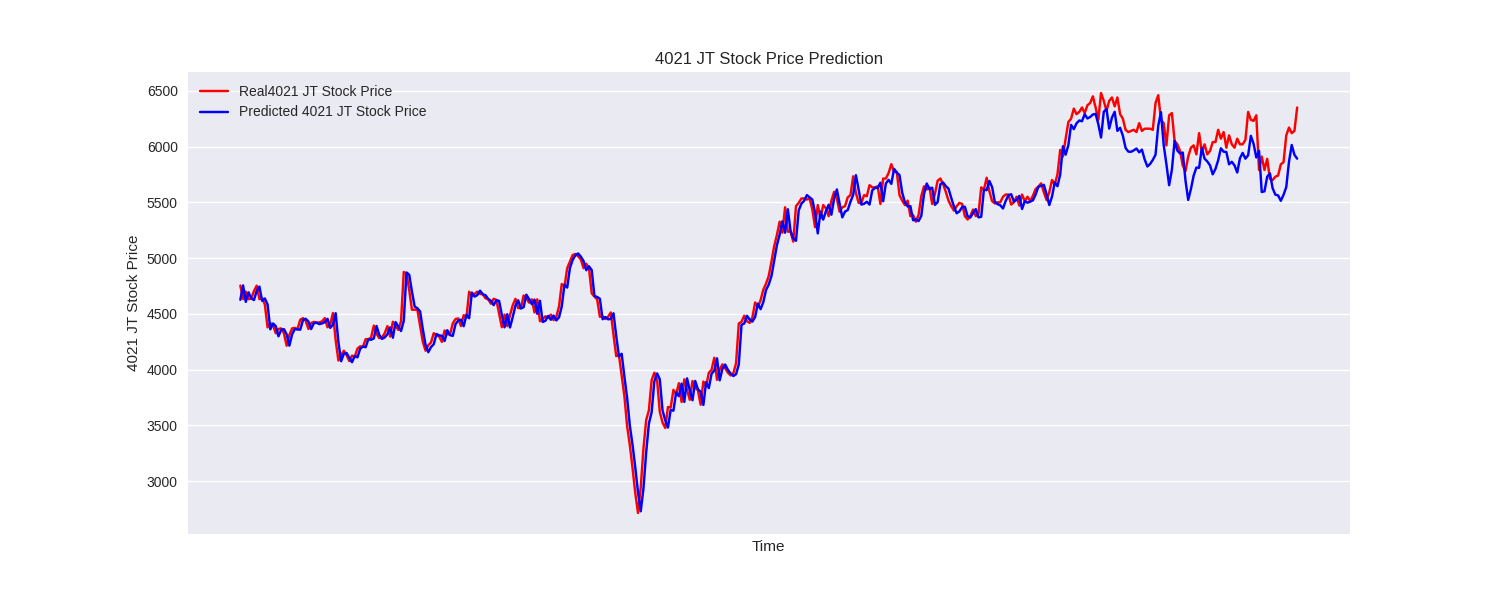 4021 JT Stock Price Prediction
Real4021 JT Stock Price
Predicted 4021 JT Stock Price
4021 JT Stock Price
6500
6000
5500
5000
4500
4000
3500
3000
Time